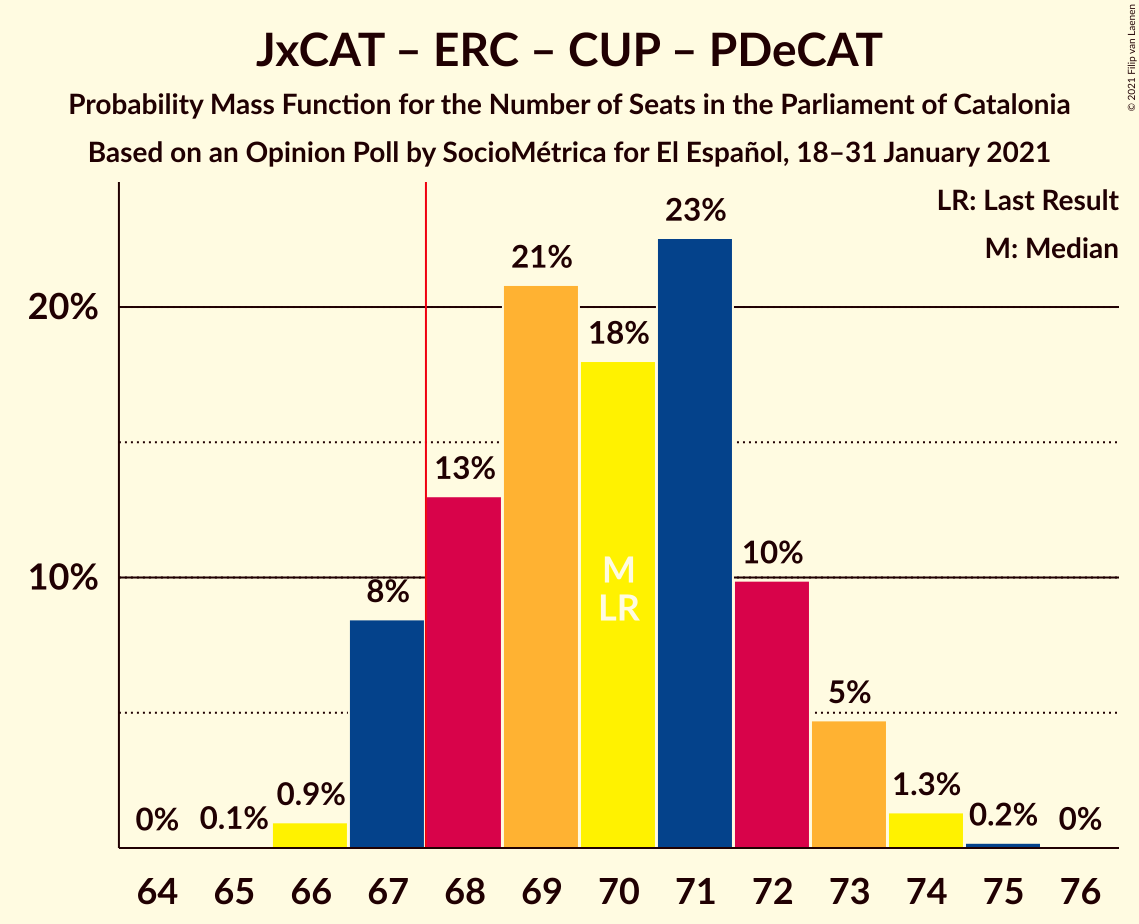 JxCAT – ERC – CUP – PDeCAT
Probability Mass Function for the Number of Seats in the Parliament of Catalonia
Based on an Opinion Poll by SocioMétrica for El Español, 18–31 January 2021
© 2021 Filip van Laenen
LR: Last Result
M: Median
20%
10%
0%
0.1%
0.9%
8%
13%
21%
18%
23%
10%
5%
1.3%
0.2%
0%
M
LR
64 65 66 67 68 69 70 71 72 73 74 75 76